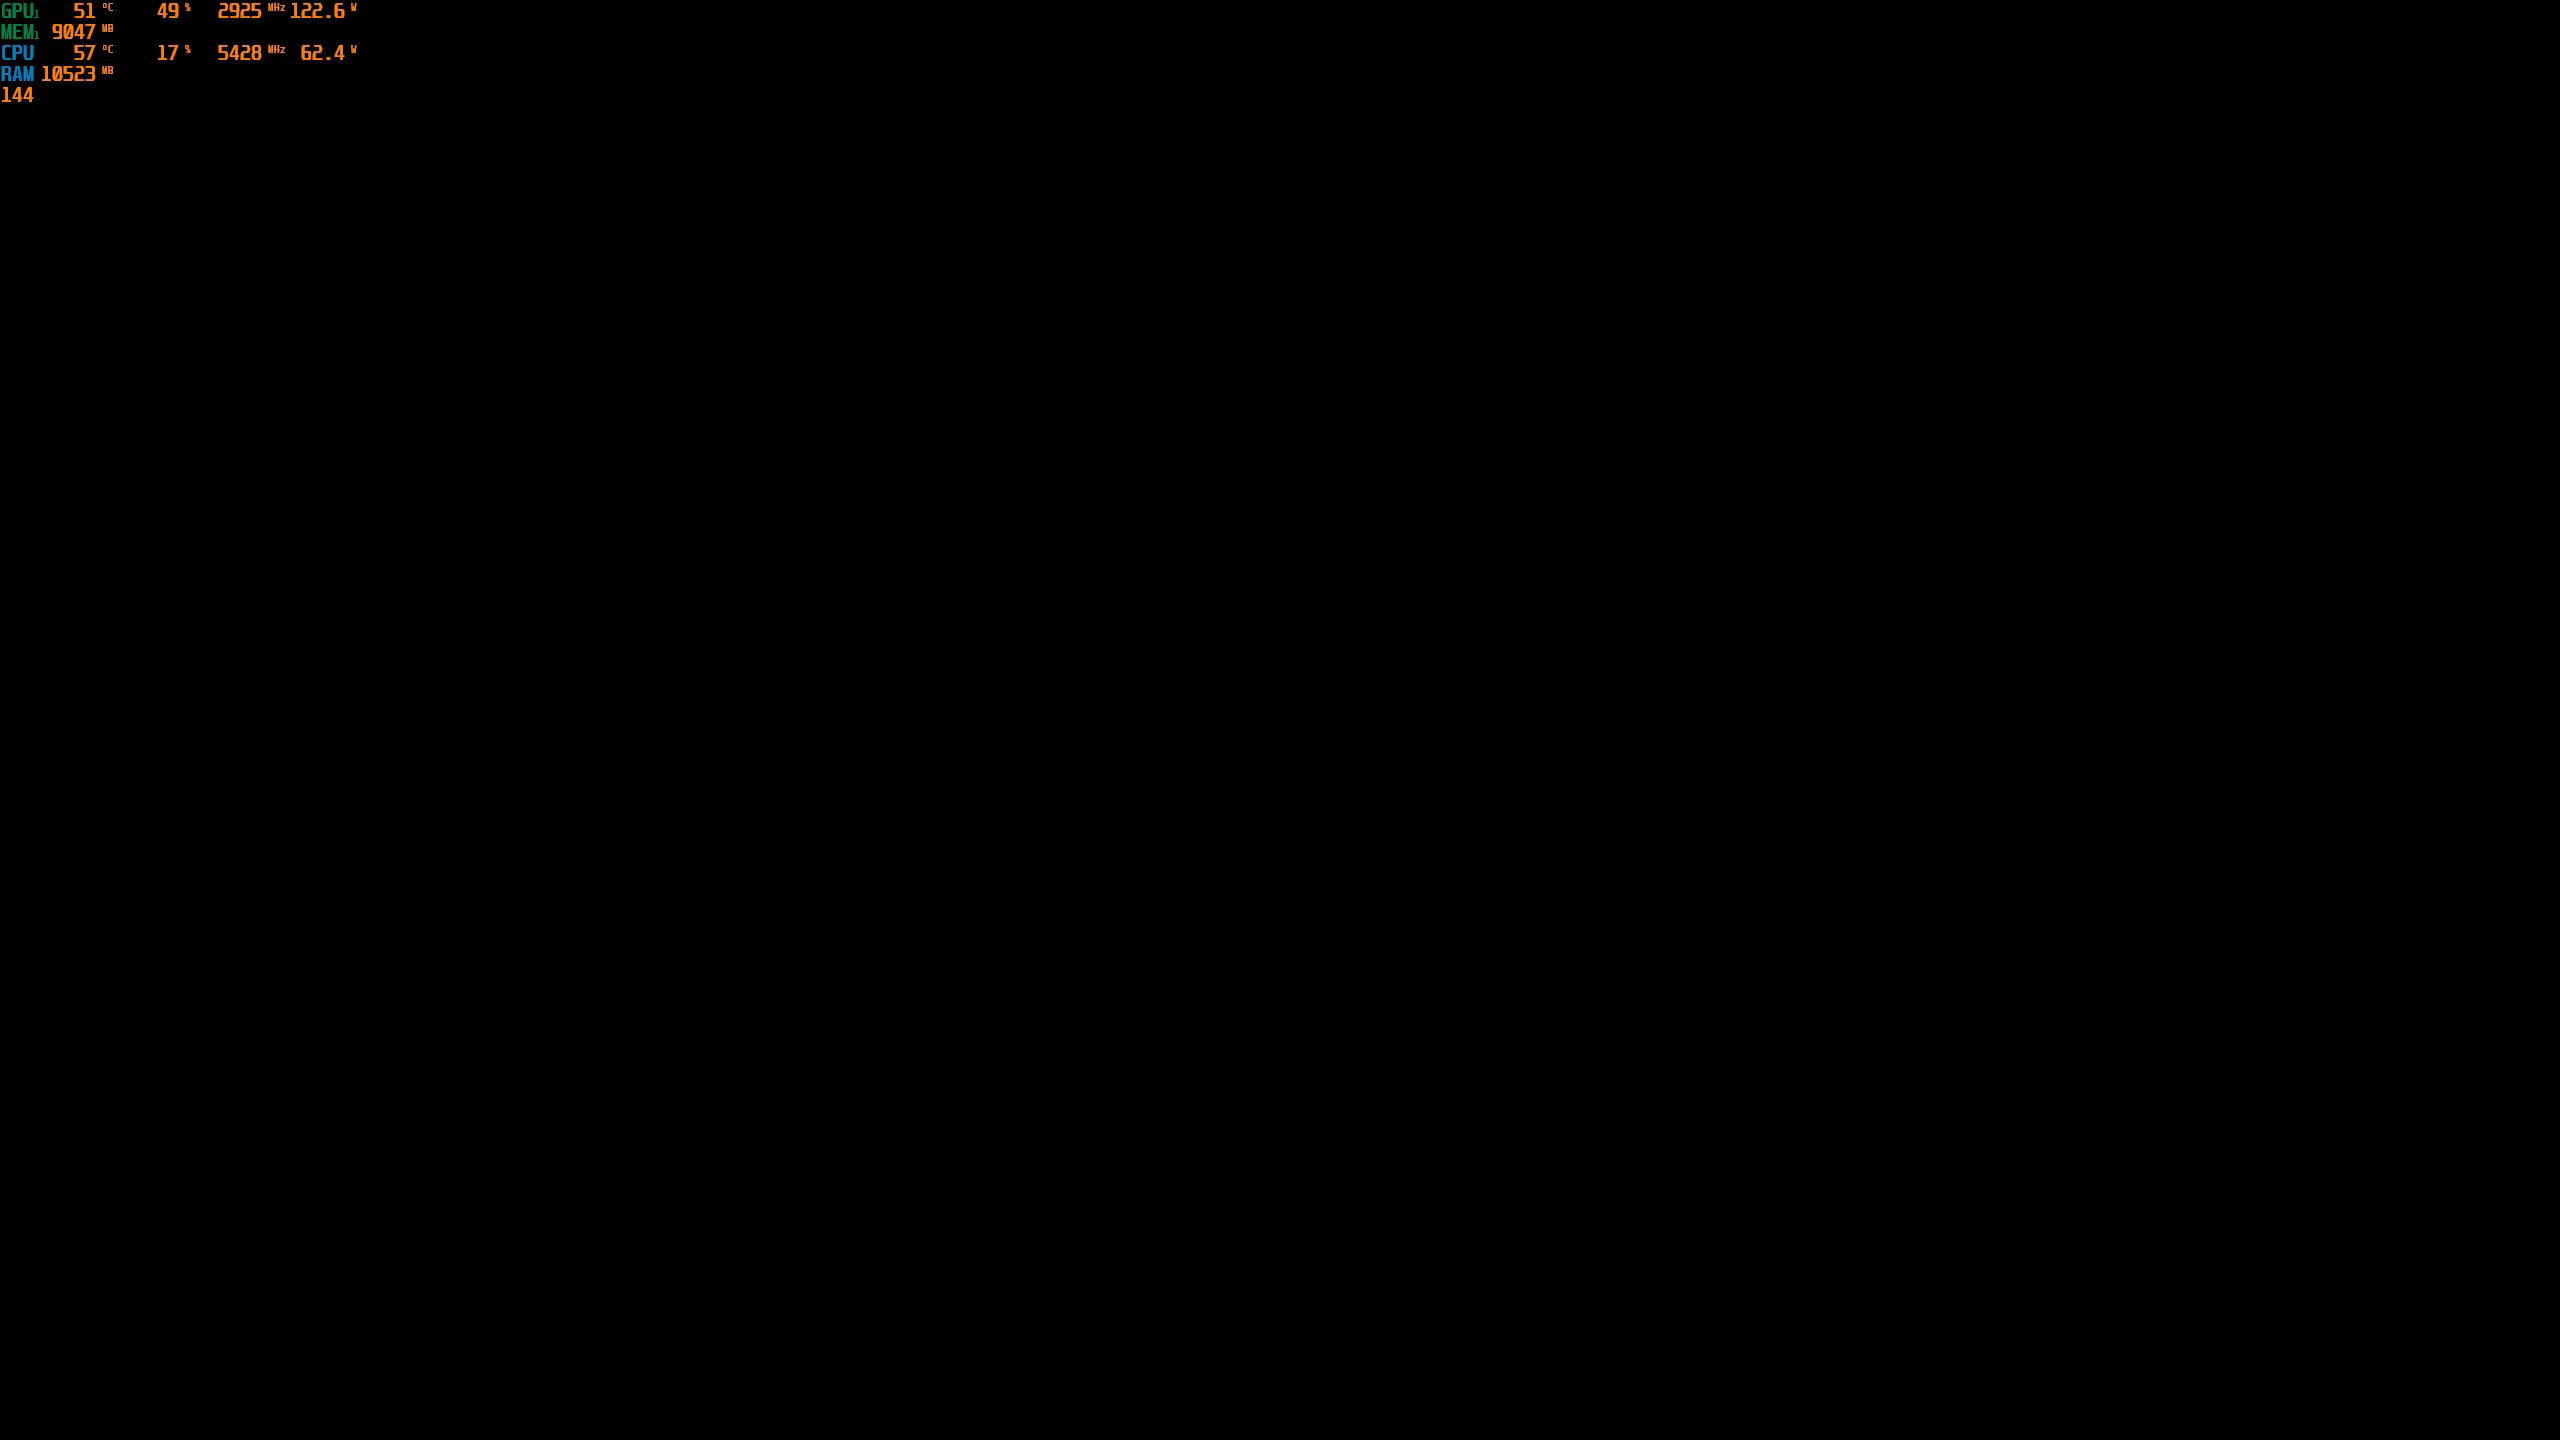 GPU1 51 °C 49 % 2925 MHz 122.6 W
MEM1 9047 MB
CPU 57 °C 17 % 5428 MHz 62.4 W
RAM 10523 MB
144